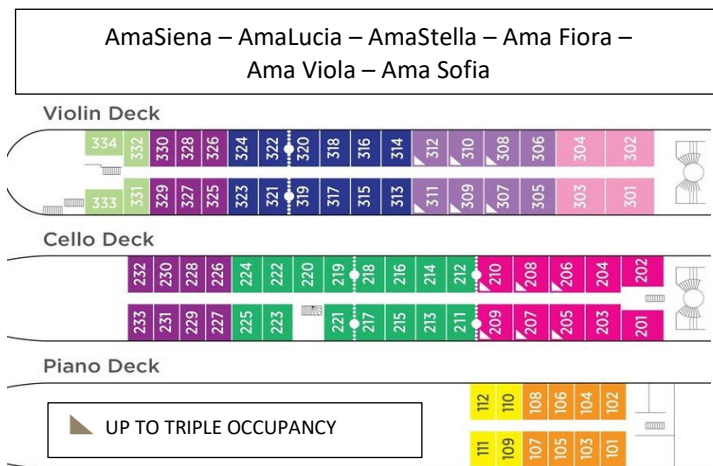 AmaSiena – AmaLucia – AmaStella – Ama Fiora –
Ama Viola – Ama Sofia
Violin Deck
334 332 330 328 326 324 322 320 318 316 314 312 310 308 306 304 302
333 331 329 327 325 323 321 319 317 315 313 311 309 307 305 303 301
Cello Deck
232 230 228 226 224 222 220 219 218 216 214 212 210 208 206 204 202
233 231 229 227 225 223 221 217 215 213 211 209 207 205 203 201
Piano Deck
112 110 108 106 104 102
111 109 107 105 103 101
UP TO TRIPLE OCCUPANCY